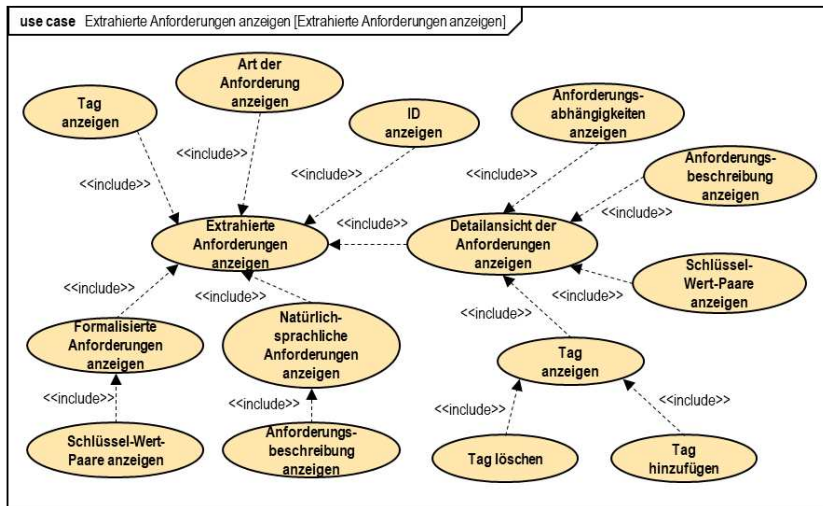 use case Extrahierte Anforderungen anzeigen [Extrahierte Anforderungen anzeigen]
Tag
anzeigen
Art der
Anforderung
anzeigen
ID
anzeigen
Anforderungs-
abhängigkeiten
anzeigen
Anforderungs-
beschreibung
anzeigen
<<include>>
<<include>>
<<include>>
<<include>>
<<include>>
<<include>>
Extrahierte
Anforderungen
anzeigen
Detailansicht der
Anforderungen
anzeigen
Schlüssel-
Wert-Paare
anzeigen
<<include>>
<<include>>
<<include>>
<<include>>
Formalisierte
Anforderungen
anzeigen
Natürlich-
sprachliche
Anforderungen
anzeigen
Tag
anzeigen
<<include>>
<<include>>
<<include>>
<<include>>
Schlüssel-Wert-
Paare anzeigen
Anforderungs-
beschreibung
anzeigen
Tag löschen
Tag
hinzufügen